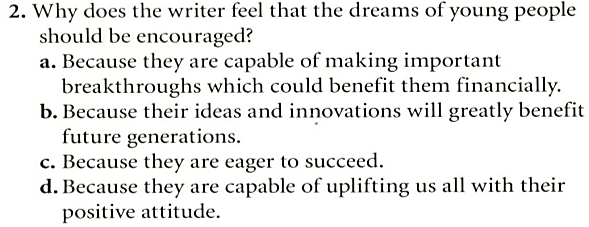 2. Why does the writer feel that the dreams of young people
should be encouraged?
a. Because they are capable of making important
breakthroughs which could benefit them financially.
b. Because their ideas and innovations will greatly benefit
future generations.
c. Because they are eager to succeed.
d. Because they are capable of uplifting us all with their
positive attitude.